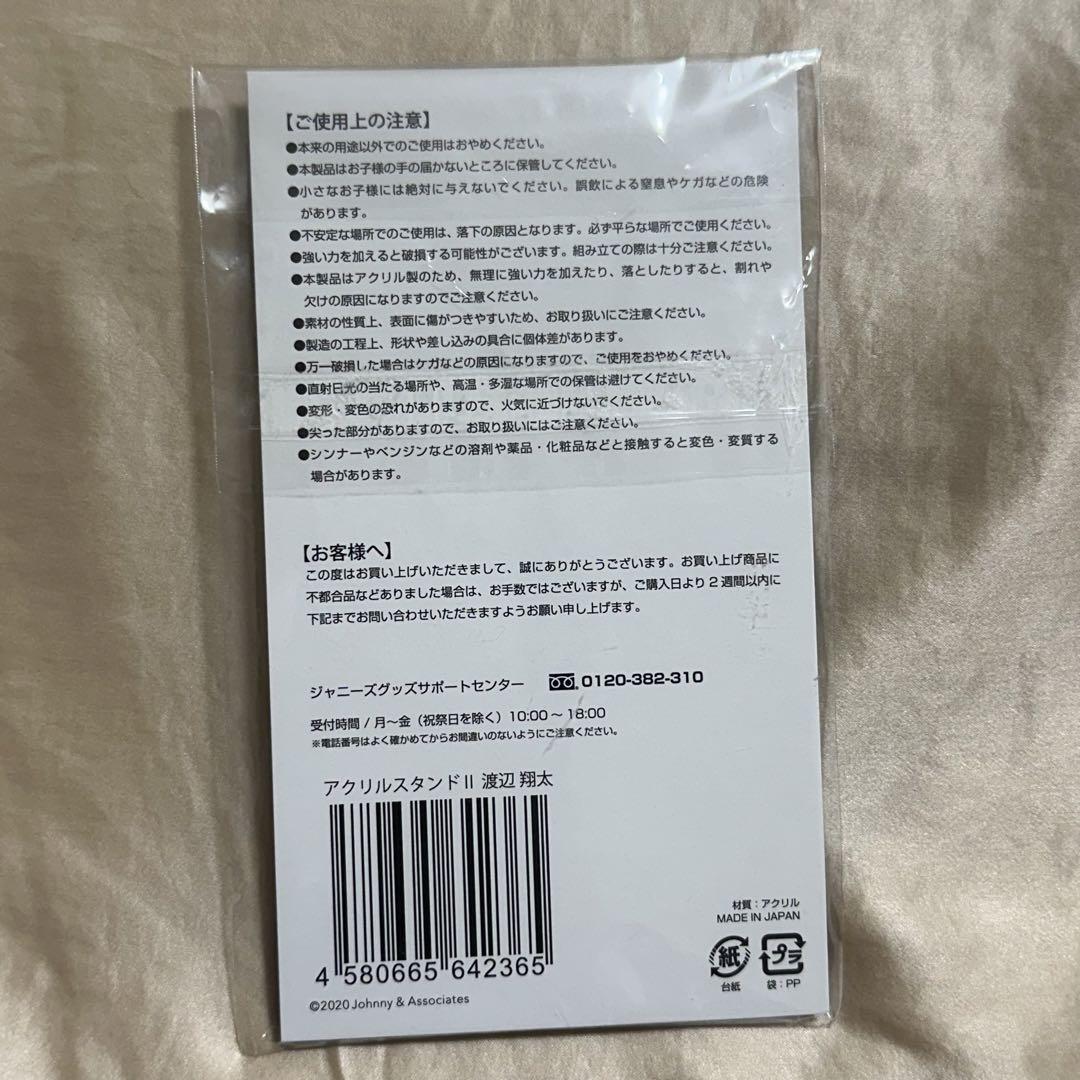 【ご使用上の注意】
●本来の用途以外でのご使用はおやめください。
●本製品はお子様の手の届かないところに保管してください。
●小さなお子様には絶対に与えないでください。誤飲による窒息やケガなどの危険
があります。
●不安定な場所でのご使用は、落下の原因となります。必ず平らな場所でご使用ください。
●強い力を加えると破損する可能性がございます。組み立ての際は十分ご注意ください。
●本製品はアクリル製のため、無理に強い力を加えたり、落としたりすると、割れや
欠けの原因になりますのでご注意ください。
●素材の性質上、表面に傷がつきやすいため、お取り扱いにご注意ください。
●製造の工程上、形状や差し込みの具合に個体差があります。
●万一破損した場合はケガなどの原因になりますので、ご使用をおやめください。
●直射日光の当たる場所や、高温・多湿な場所での保管は避けてください。
●変形・変色の恐れがありますので、火気に近づけないでください。
●尖った部分がありますので、お取り扱いにはご注意ください。
●シンナーやベンジンなどの溶剤や薬品・化粧品などと接触すると変色・変質する
場合があります。
【お客様へ】
この度はお買い上げいただきまして、誠にありがとうございます。お買い上げ商品に
不都合品などありました場合は、お手数ではございますが、ご購入日より2週間以内に
下記までお問い合わせいただきますようお願い申し上げます。
ジャニーズグッズサポートセンター 0120-382-310
受付時間 / 月〜金（祝祭日を除く）10:00〜18:00
※電話番号はよく確かめてからお間違いのないようにご注意ください。
アクリルスタンドⅡ 渡辺 翔太
4 580665 642365
©2020 Johnny & Associates
材質：アクリル
MADE IN JAPAN
紙 プラ
台紙 袋：PP